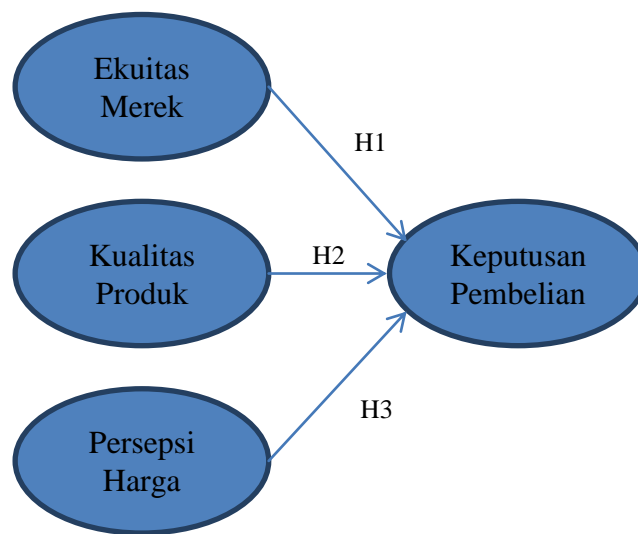 Ekuitas
Merek
H1
Kualitas
Produk
H2
Keputusan
Pembelian
H3
Persepsi
Harga